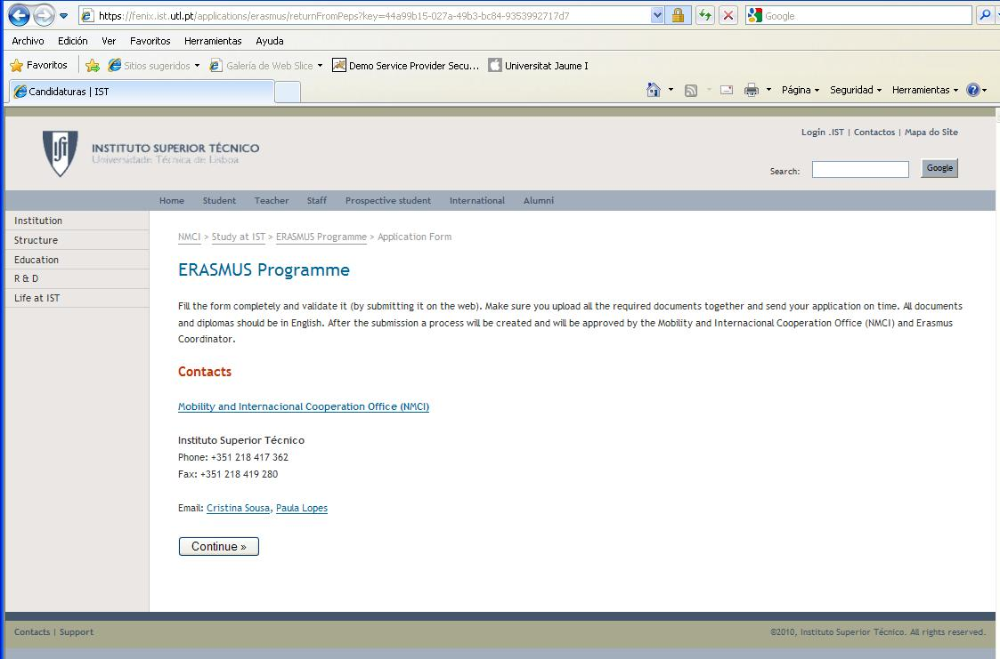 https://fenix.ist.utl.pt/applications/erasmus/returnFromPeps?key=44a99b15-027a-49b3-bc84-9353992717d7
Google
Archivo Edición Ver Favoritos Herramientas Ayuda
Favoritos Sitios sugeridos Galería de Web Slice Demo Service Provider Secu... Universitat Jaume I
Candidaturas | IST
Página Seguridad Herramientas
Login .IST | Contactos | Mapa do Site
INSTITUTO SUPERIOR TÉCNICO
Universidade Técnica de Lisboa
Search: Google
Home Student Teacher Staff Prospective student International Alumni
Institution
Structure
Education
R & D
Life at IST
NMCI > Study at IST > ERASMUS Programme > Application Form
ERASMUS Programme
Fill the form completely and validate it (by submitting it on the web). Make sure you upload all the required documents together and send your application on time. All documents
and diplomas should be in English. After the submission a process will be created and will be approved by the Mobility and Internacional Cooperation Office (NMCI) and Erasmus
Coordinator.
Contacts
Mobility and Internacional Cooperation Office (NMCI)
Instituto Superior Técnico
Phone: +351 218 417 362
Fax: +351 218 419 280
Email: Cristina Sousa, Paula Lopes
Continue »
Contacts | Support
©2010, Instituto Superior Técnico. All rights reserved.